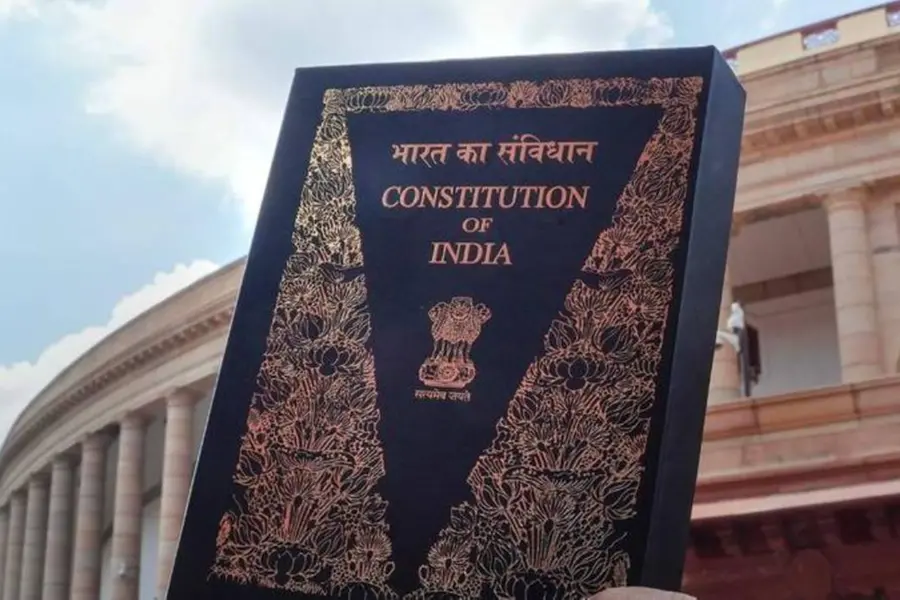 भारत का संविधान
CONSTITUTION
OF
INDIA
सत्यमेव जयते